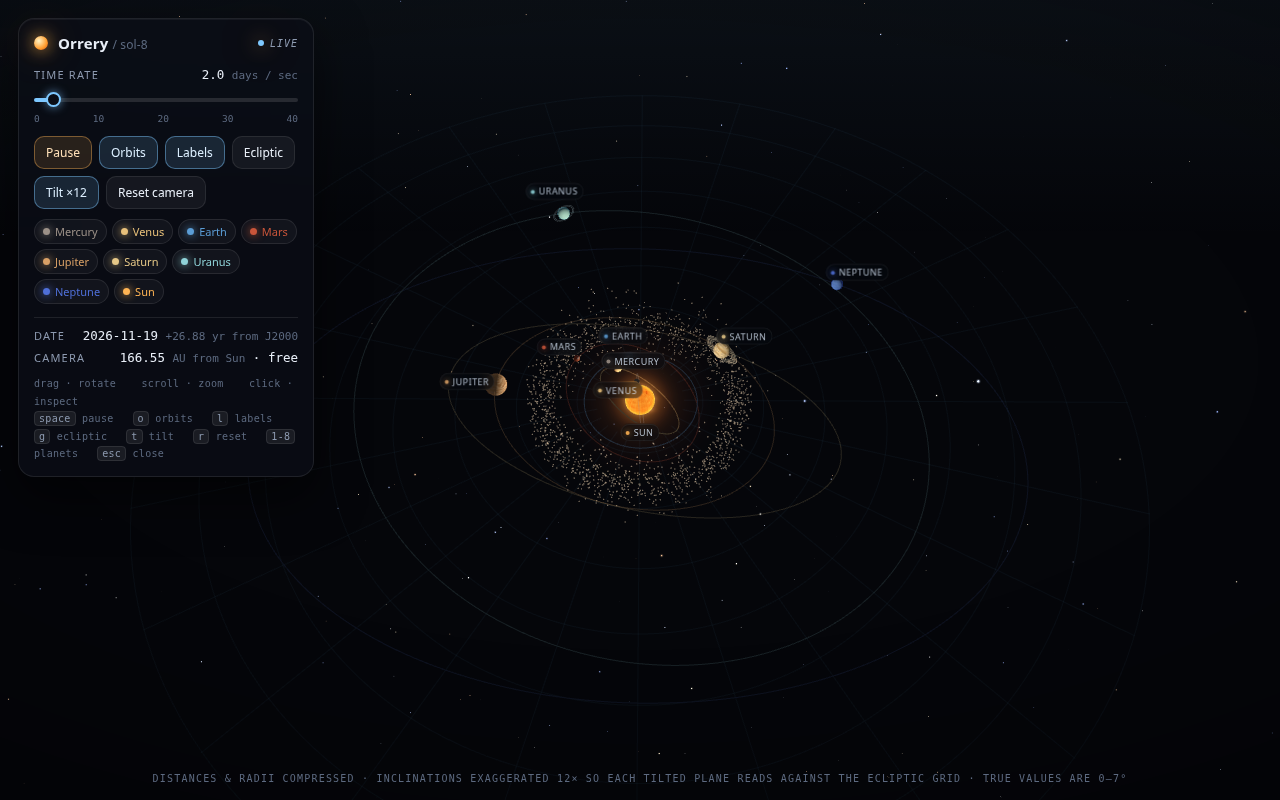 Orrery / sol-8 LIVE
TIME RATE 2.0 days / sec
0 10 20 30 40
Pause Orbits Labels Ecliptic
Tilt ×12 Reset camera
Mercury Venus Earth Mars
Jupiter Saturn Uranus
Neptune Sun
DATE 2026-11-19 +26.88 yr from J2000
CAMERA 166.55 AU from Sun · free
drag · rotate scroll · zoom click ·
inspect
space pause o orbits l labels
g ecliptic t tilt r reset 1-8
planets esc close
URANUS
NEPTUNE
EARTH
SATURN
MARS
MERCURY
JUPITER
VENUS
SUN
DISTANCES & RADII COMPRESSED · INCLINATIONS EXAGGERATED 12× SO EACH TILTED PLANE READS AGAINST THE ECLIPTIC GRID · TRUE VALUES ARE 0–7°